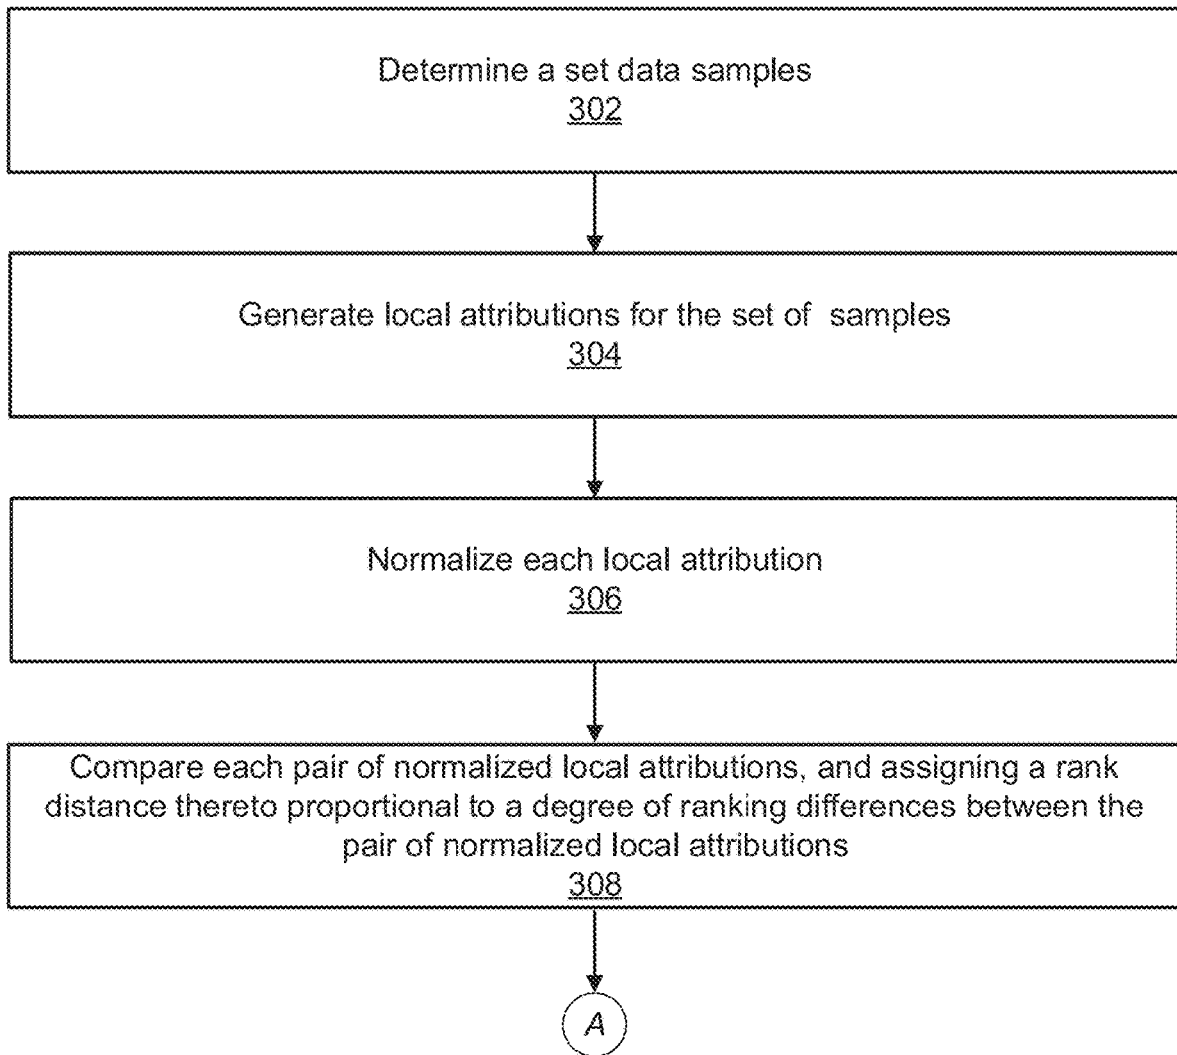 Determine a set data samples
302
Generate local attributions for the set of samples
304
Normalize each local attribution
306
Compare each pair of normalized local attributions, and assigning a rank
distance thereto proportional to a degree of ranking differences between the
pair of normalized local attributions
308
A